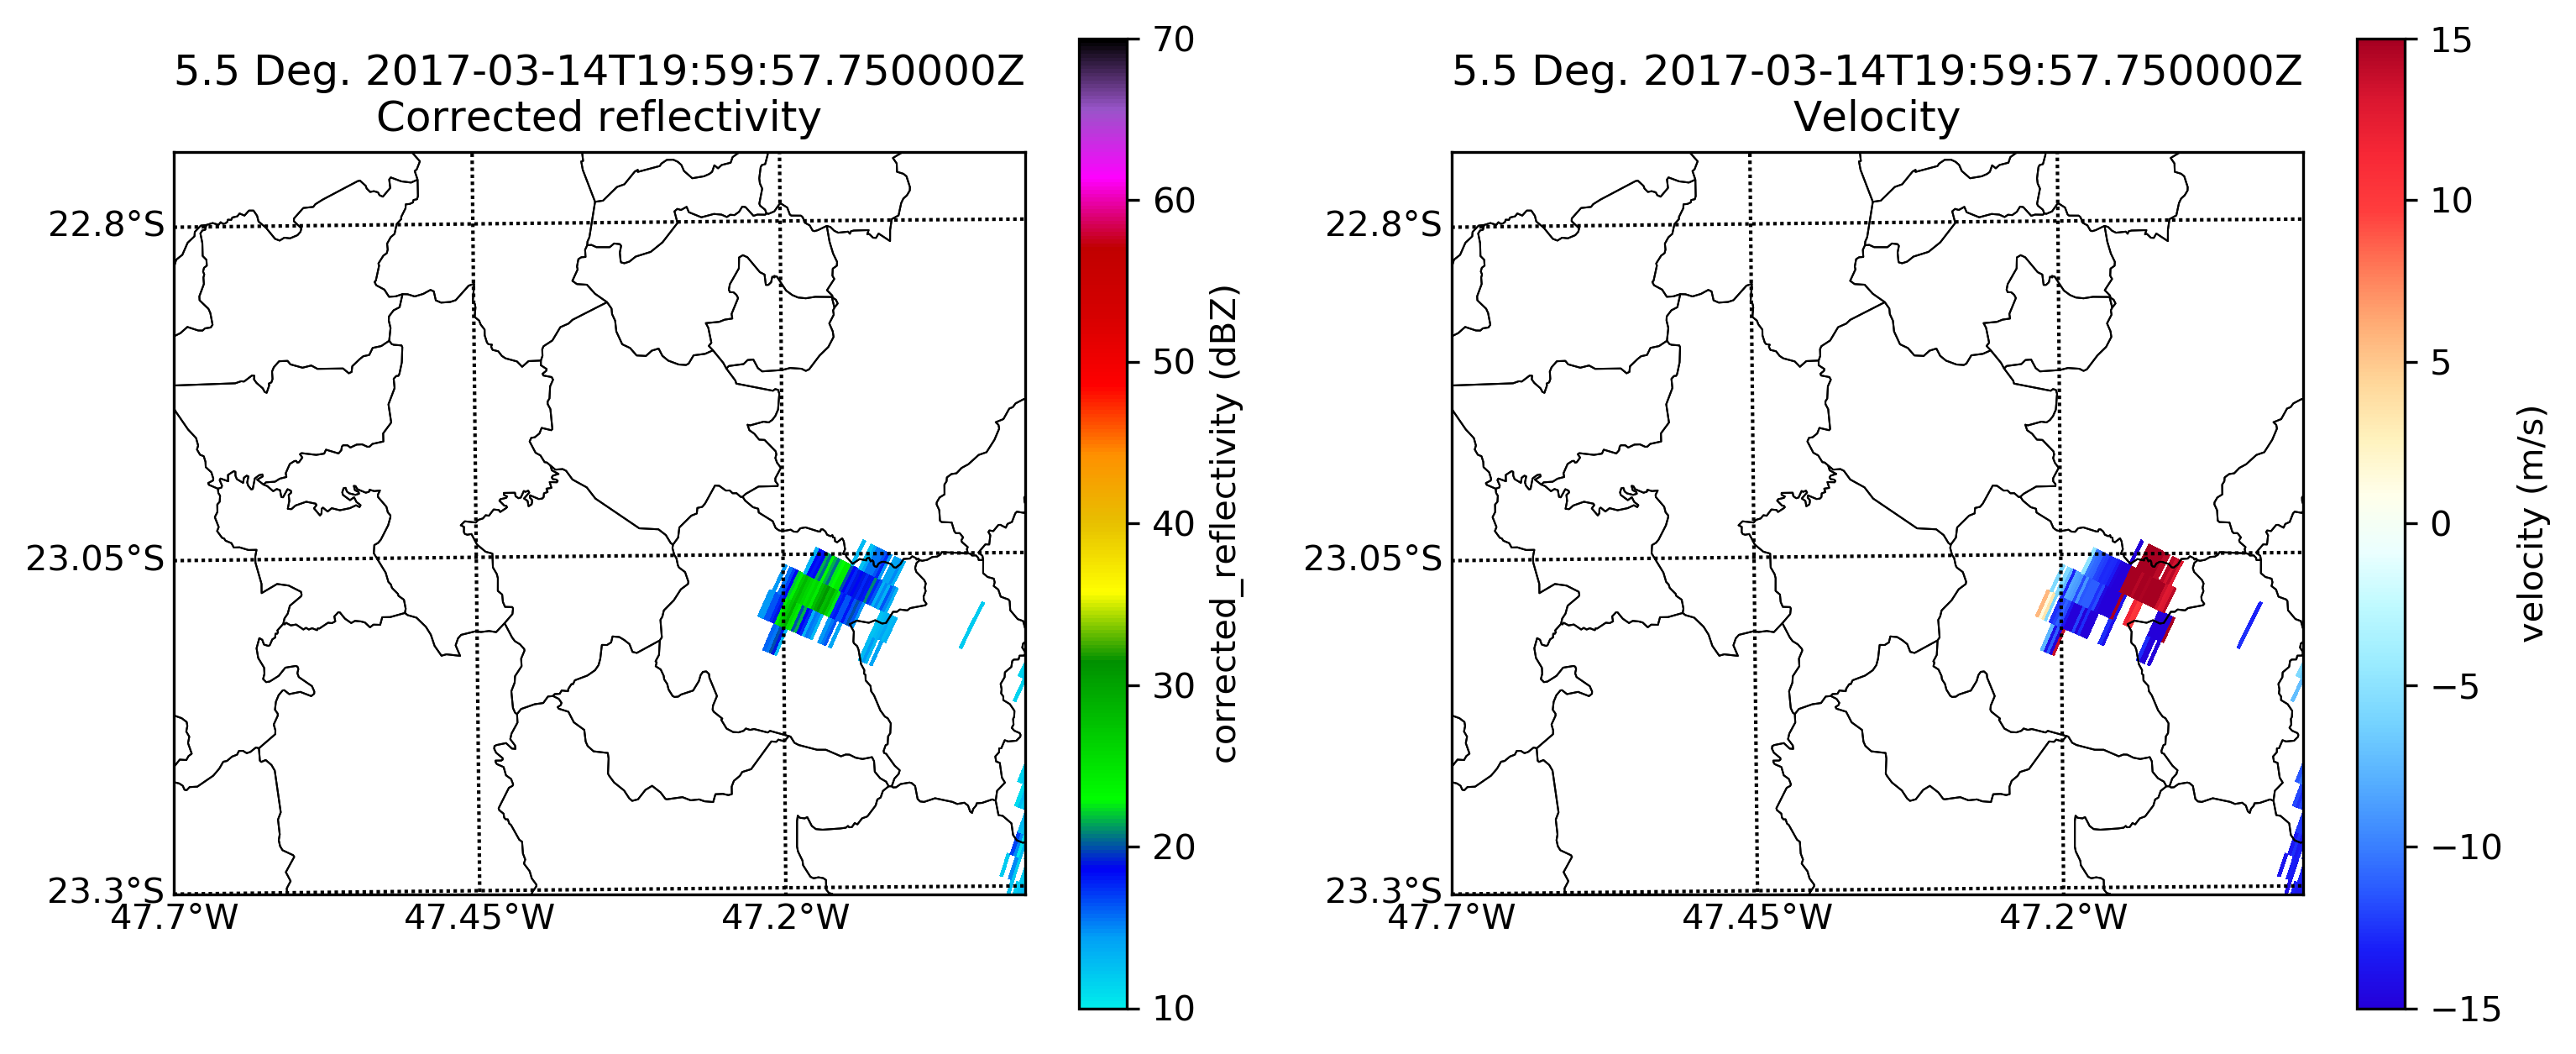 5.5 Deg. 2017-03-14T19:59:57.750000Z
Corrected reflectivity
22.8°S
23.05°S
23.3°S
47.7°W
47.45°W
47.2°W
70
60
50
40
30
20
10
corrected_reflectivity (dBZ)
5.5 Deg. 2017-03-14T19:59:57.750000Z
Velocity
22.8°S
23.05°S
23.3°S
47.7°W
47.45°W
47.2°W
15
10
5
0
−5
−10
−15
velocity (m/s)